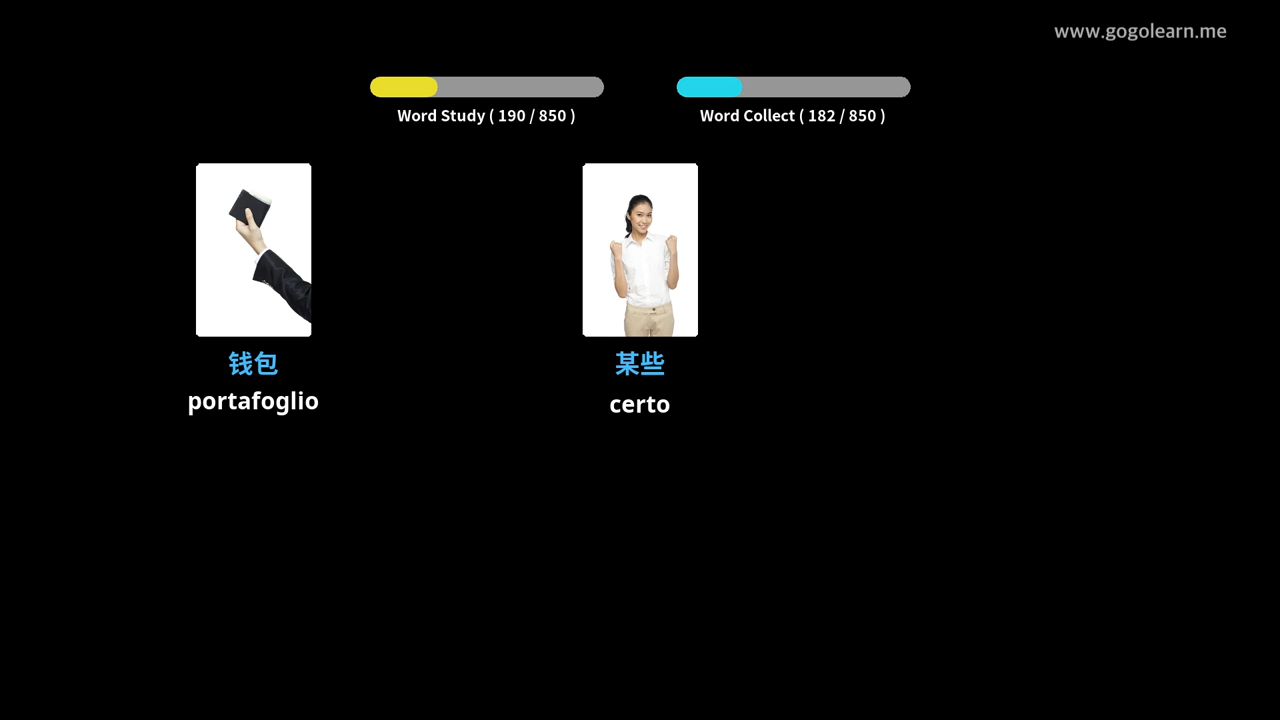 www.gogolearn.me
Word Study ( 190 / 850 )
Word Collect ( 182 / 850 )
钱包
portafoglio
某些
certo